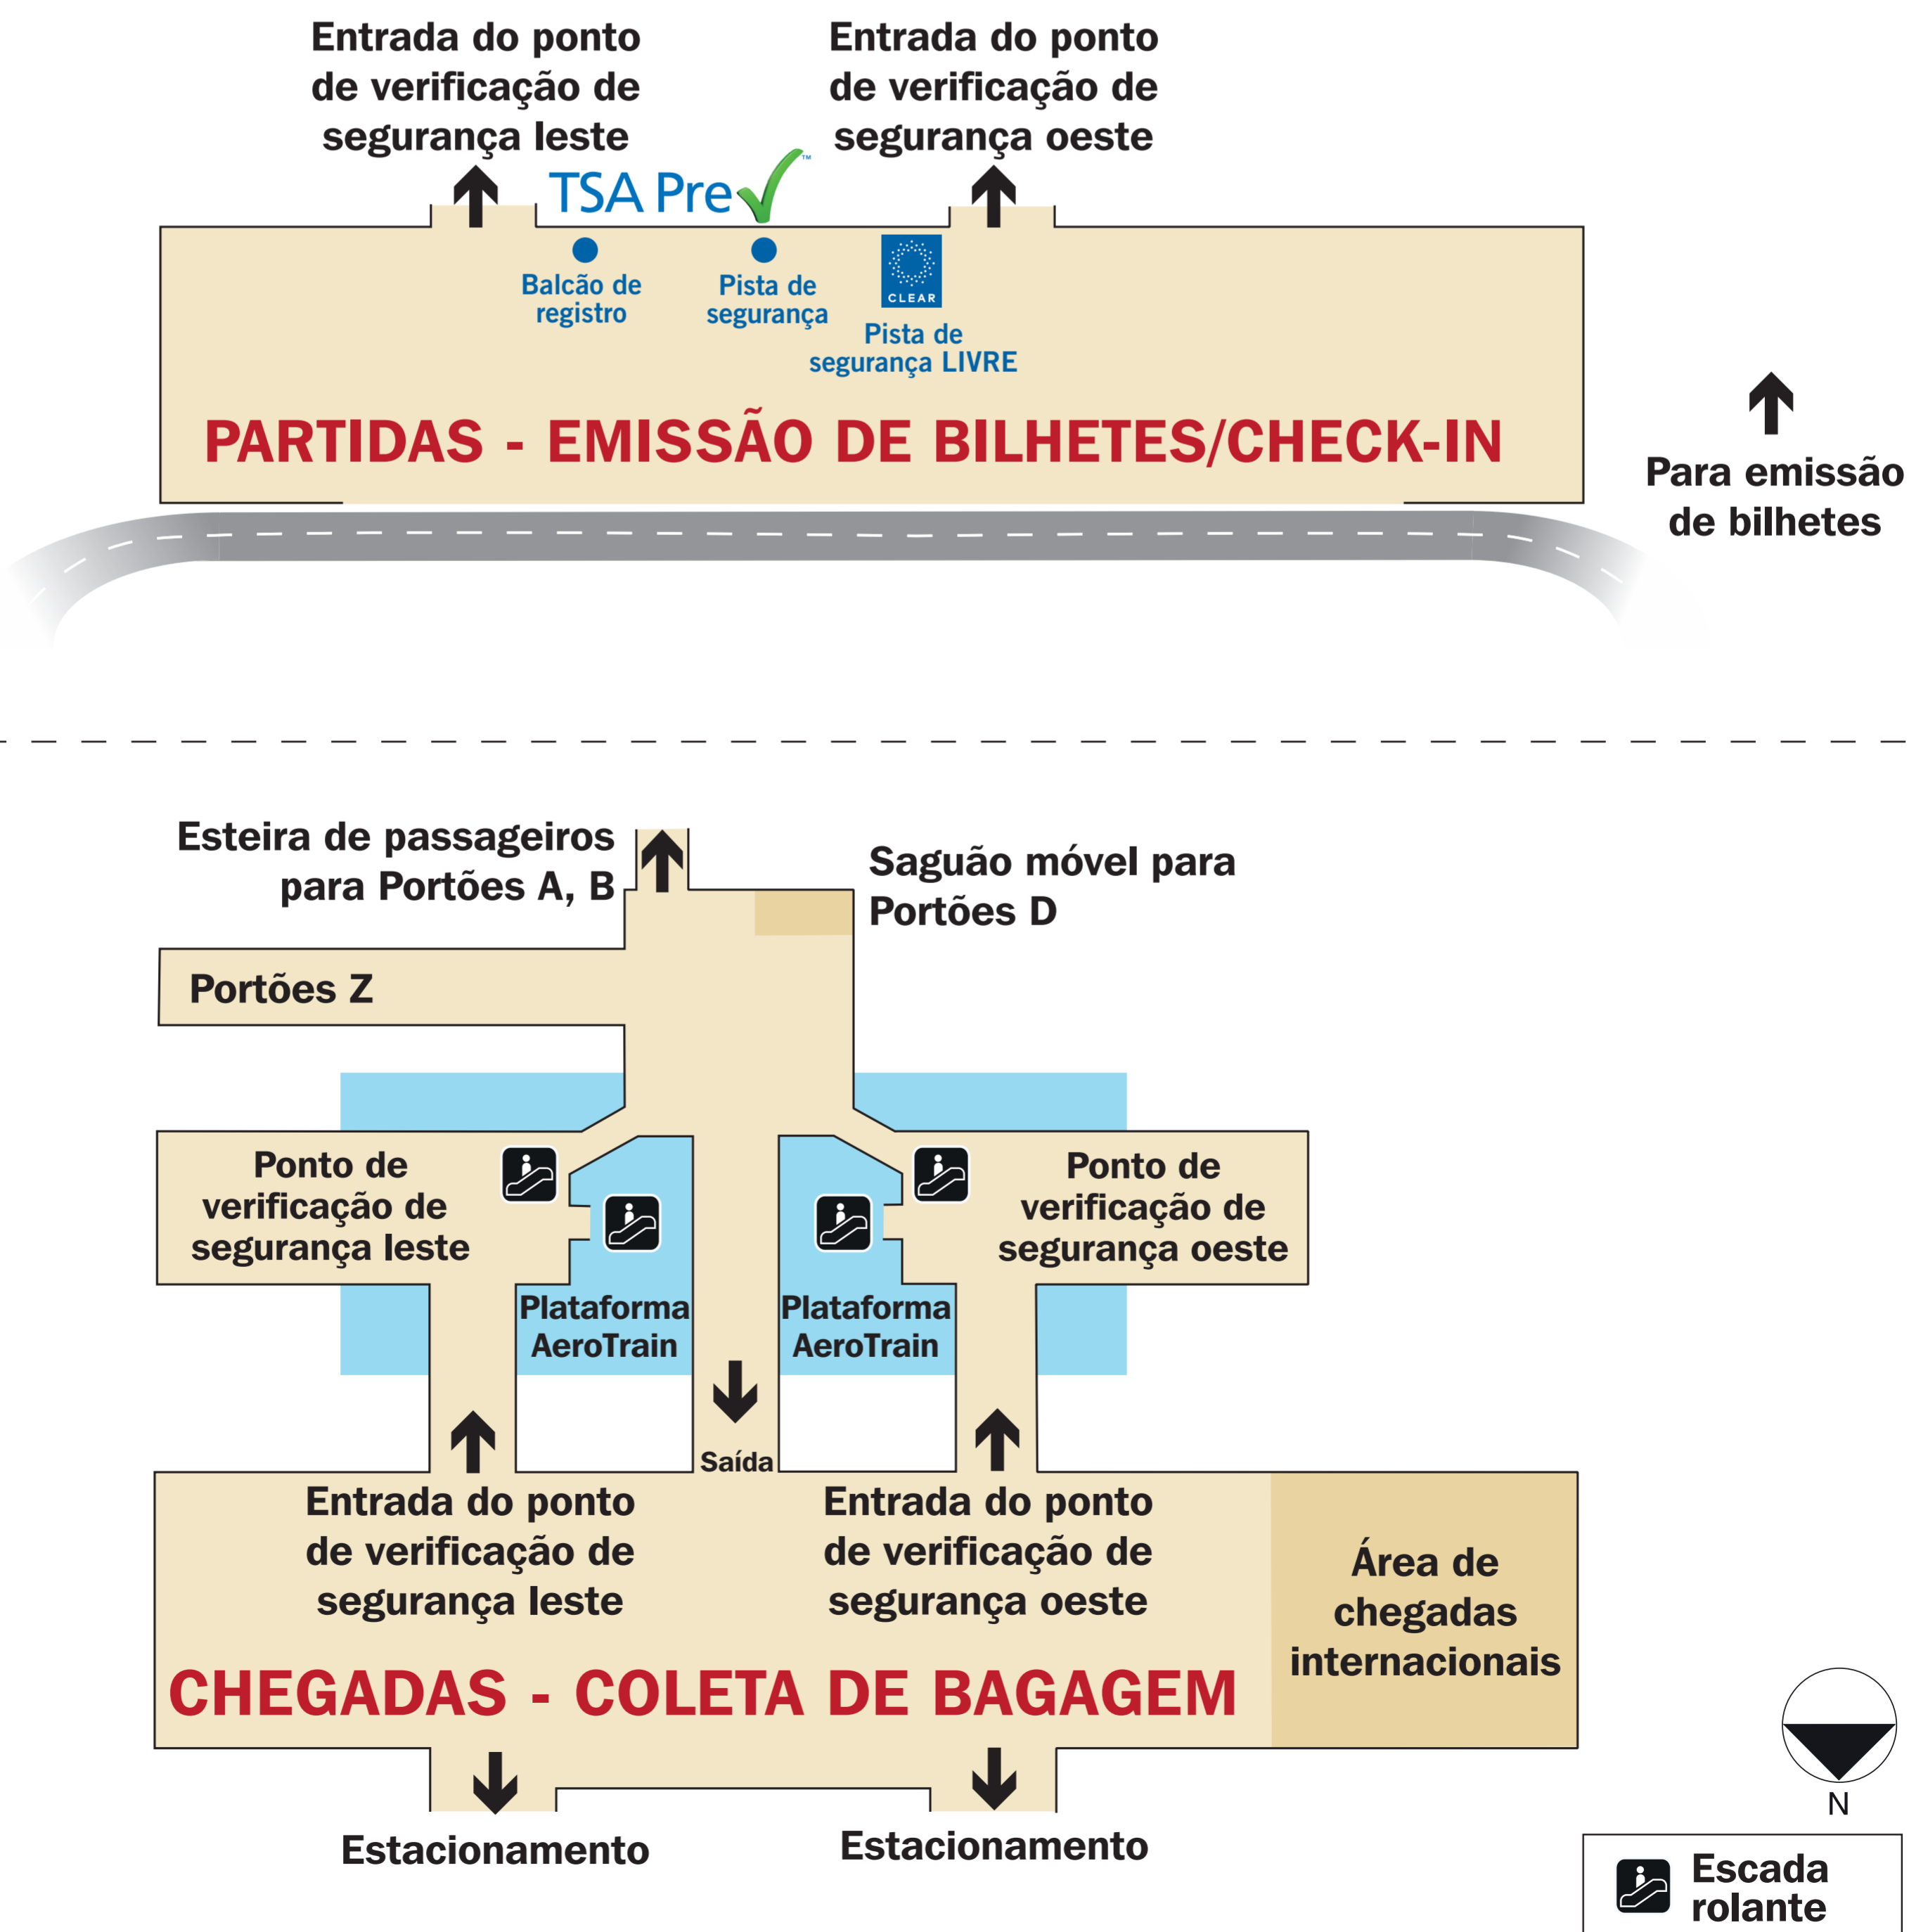 Entrada do ponto
de verificação de
segurança leste
Entrada do ponto
de verificação de
segurança oeste
TSA Pre
™
Balcão de
registro
Pista de
segurança
CLEAR
Pista de
segurança LIVRE
PARTIDAS - EMISSÃO DE BILHETES/CHECK-IN
Para emissão
de bilhetes
Esteira de passageiros
para Portões A, B
Saguão móvel para
Portões D
Portões Z
Ponto de
verificação de
segurança leste
Ponto de
verificação de
segurança oeste
Plataforma
AeroTrain
Plataforma
AeroTrain
Saída
Entrada do ponto
de verificação de
segurança leste
Entrada do ponto
de verificação de
segurança oeste
Área de
chegadas
internacionais
CHEGADAS - COLETA DE BAGAGEM
N
Estacionamento
Estacionamento
Escada
rolante